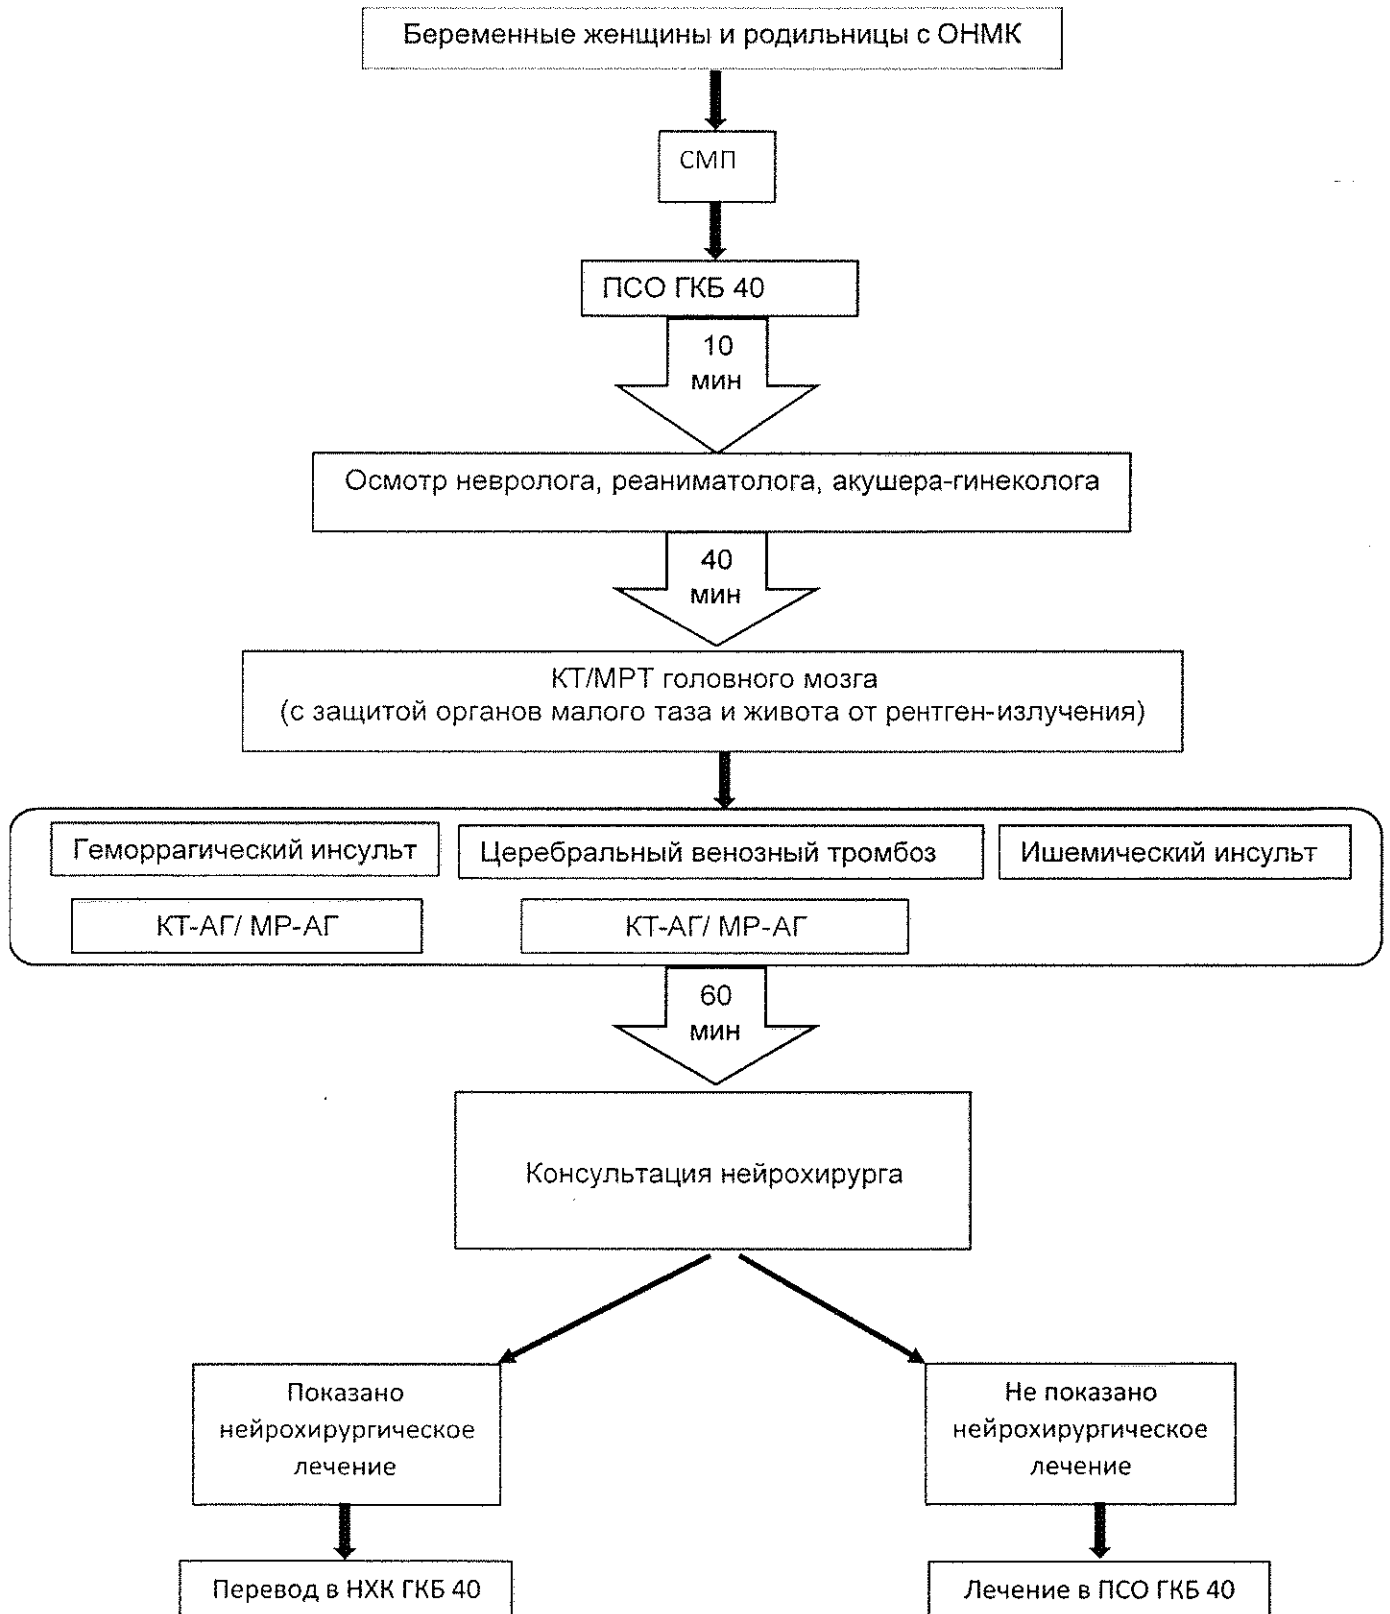 Беременные женщины и родильницы с ОНМК
СМП
ПСО ГКБ 40
10
мин
Осмотр невролога, реаниматолога, акушера-гинеколога
40
мин
КТ/МРТ головного мозга
(с защитой органов малого таза и живота от рентген-излучения)
Геморрагический инсульт
Церебральный венозный тромбоз
Ишемический инсульт
КТ-АГ/ МР-АГ
КТ-АГ/ МР-АГ
60
мин
Консультация нейрохирурга
Показано
нейрохирургическое
лечение
Не показано
нейрохирургическое
лечение
Перевод в НХК ГКБ 40
Лечение в ПСО ГКБ 40